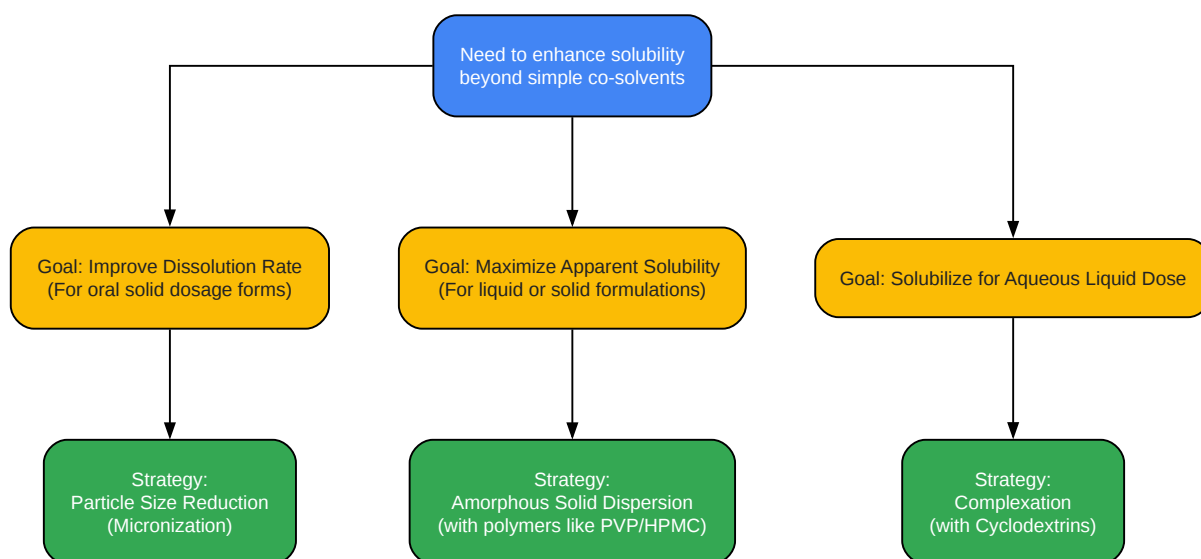 Need to enhance solubility
beyond simple co-solvents
Goal: Improve Dissolution Rate
(For oral solid dosage forms)
Goal: Maximize Apparent Solubility
(For liquid or solid formulations)
Goal: Solubilize for Aqueous Liquid Dose
Strategy:
Particle Size Reduction
(Micronization)
Strategy:
Amorphous Solid Dispersion
(with polymers like PVP/HPMC)
Strategy:
Complexation
(with Cyclodextrins)